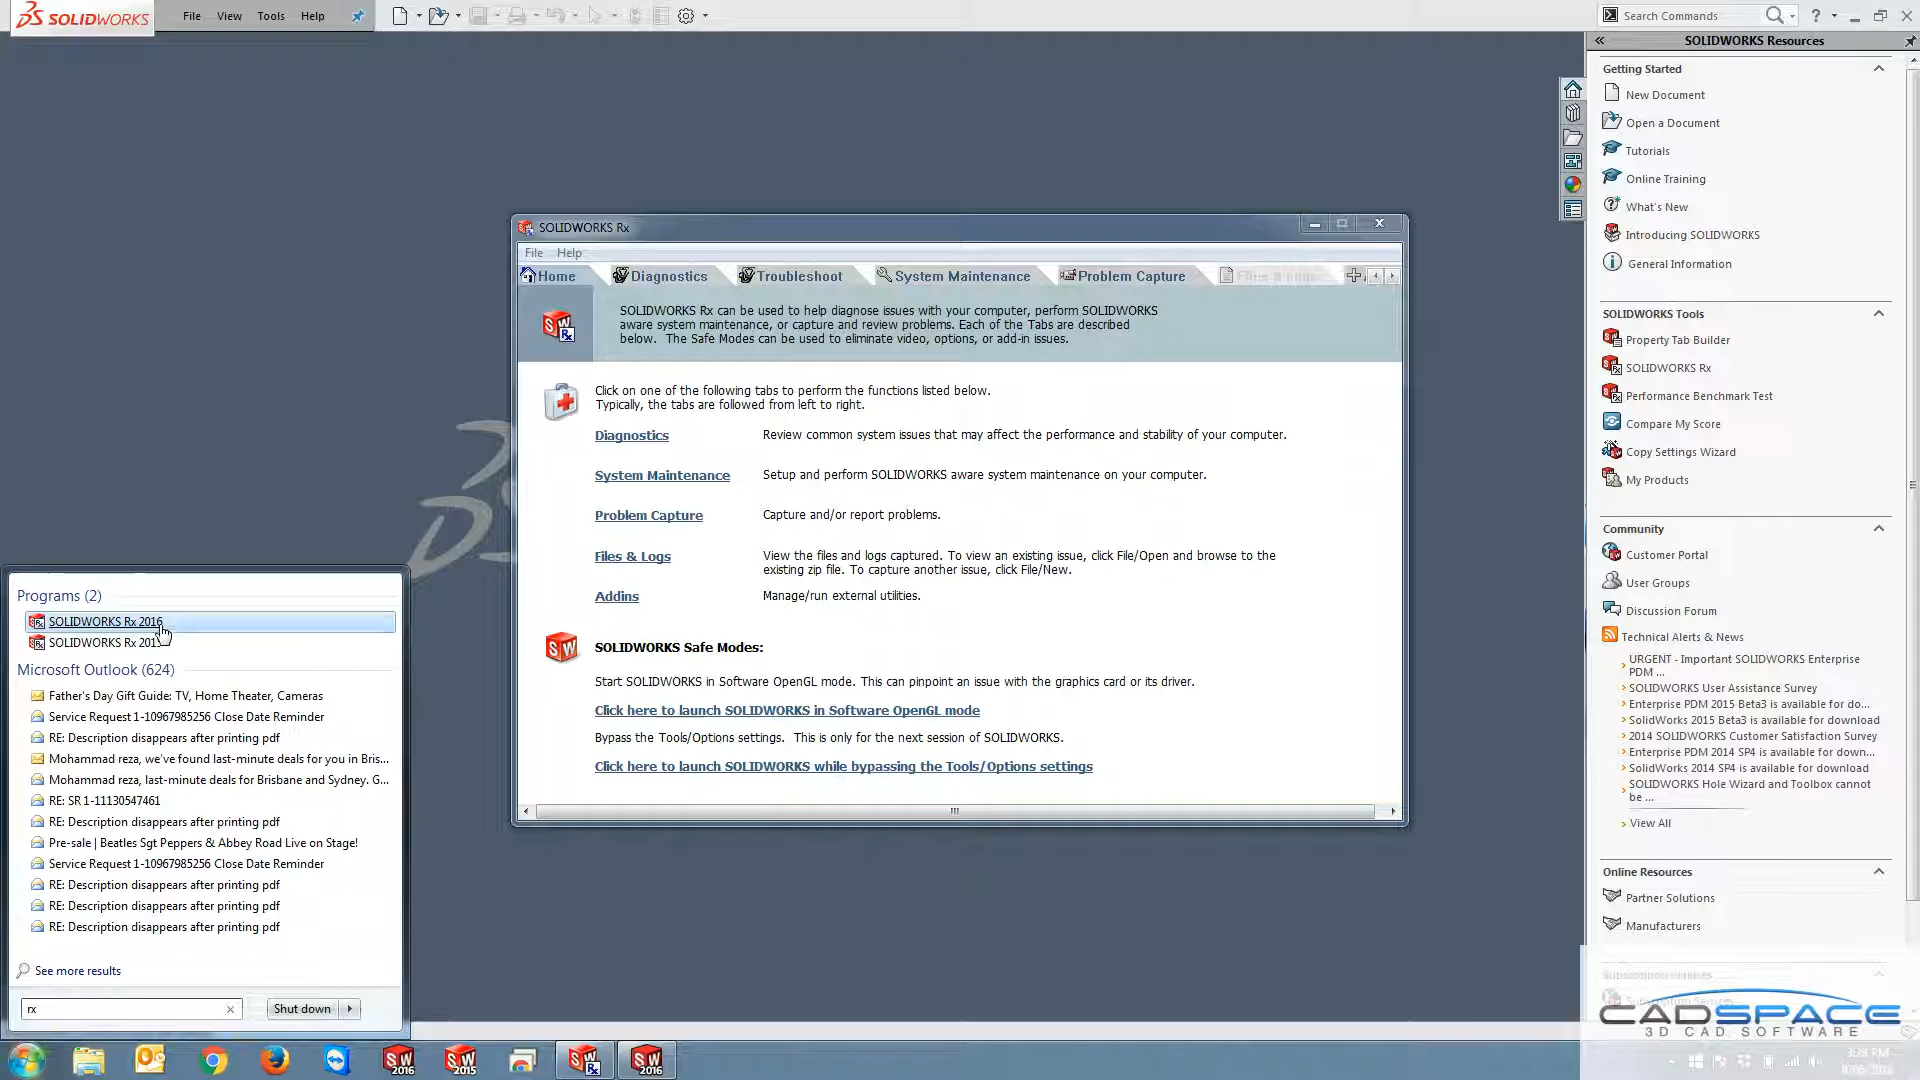 SOLIDWORKS
File View Tools Help
Search Commands
?
SOLIDWORKS Resources
Getting Started
New Document
Open a Document
Tutorials
Online Training
What's New
Introducing SOLIDWORKS
General Information
SOLIDWORKS Tools
Property Tab Builder
SOLIDWORKS Rx
Performance Benchmark Test
Compare My Score
Copy Settings Wizard
My Products
Community
Customer Portal
User Groups
Discussion Forum
Technical Alerts & News
URGENT - Important SOLIDWORKS Enterprise
PDM ...
SOLIDWORKS User Assistance Survey
Enterprise PDM 2015 Beta3 is available for do...
SolidWorks 2015 Beta3 is available for download
2014 SOLIDWORKS Customer Satisfaction Survey
Enterprise PDM 2014 SP4 is available for down...
SolidWorks 2014 SP4 is available for download
SOLIDWORKS Hole Wizard and Toolbox cannot
be ...
View All
Online Resources
Partner Solutions
Manufacturers
CADSPACE
3D CAD SOFTWARE
SOLIDWORKS Rx
File Help
Home Diagnostics Troubleshoot System Maintenance Problem Capture
SOLIDWORKS Rx can be used to help diagnose issues with your computer, perform SOLIDWORKS
aware system maintenance, or capture and review problems. Each of the Tabs are described
below. The Safe Modes can be used to eliminate video, options, or add-in issues.
Click on one of the following tabs to perform the functions listed below.
Typically, the tabs are followed from left to right.
Diagnostics Review common system issues that may affect the performance and stability of your computer.
System Maintenance Setup and perform SOLIDWORKS aware system maintenance on your computer.
Problem Capture Capture and/or report problems.
Files & Logs View the files and logs captured. To view an existing issue, click File/Open and browse to the
existing zip file. To capture another issue, click File/New.
Addins Manage/run external utilities.
SOLIDWORKS Safe Modes:
Start SOLIDWORKS in Software OpenGL mode. This can pinpoint an issue with the graphics card or its driver.
Click here to launch SOLIDWORKS in Software OpenGL mode
Bypass the Tools/Options settings. This is only for the next session of SOLIDWORKS.
Click here to launch SOLIDWORKS while bypassing the Tools/Options settings
Programs (2)
SOLIDWORKS Rx 2016
SOLIDWORKS Rx
Microsoft Outlook (624)
Father's Day Gift Guide: TV, Home Theater, Cameras
Service Request 1-10967985256 Close Date Reminder
RE: Description disappears after printing pdf
Mohammad reza, we've found last-minute deals for you in Bris...
Mohammad reza, last-minute deals for Brisbane and Sydney. G...
RE: SR 1-11130547461
RE: Description disappears after printing pdf
Pre-sale | Beatles Sgt Peppers & Abbey Road Live on Stage!
Service Request 1-10967985256 Close Date Reminder
RE: Description disappears after printing pdf
RE: Description disappears after printing pdf
RE: Description disappears after printing pdf
See more results
rx
Shut down
SW 2016 SW 2015 SW Rx SW 2016